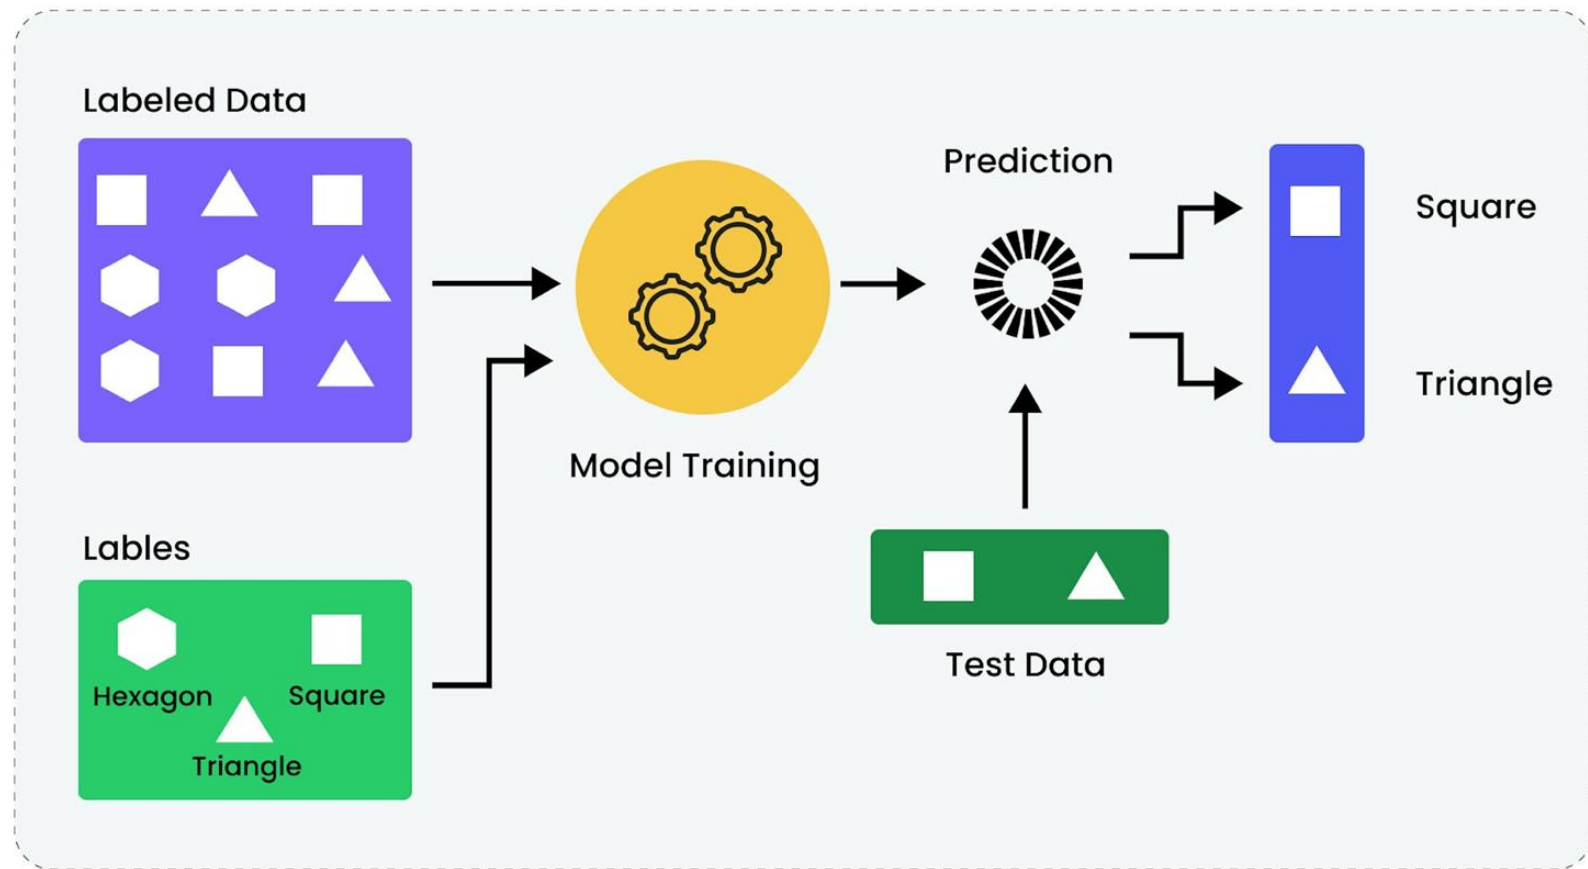 Labeled Data
Prediction
Square
Triangle
Model Training
Lables
Hexagon
Square
Triangle
Test Data